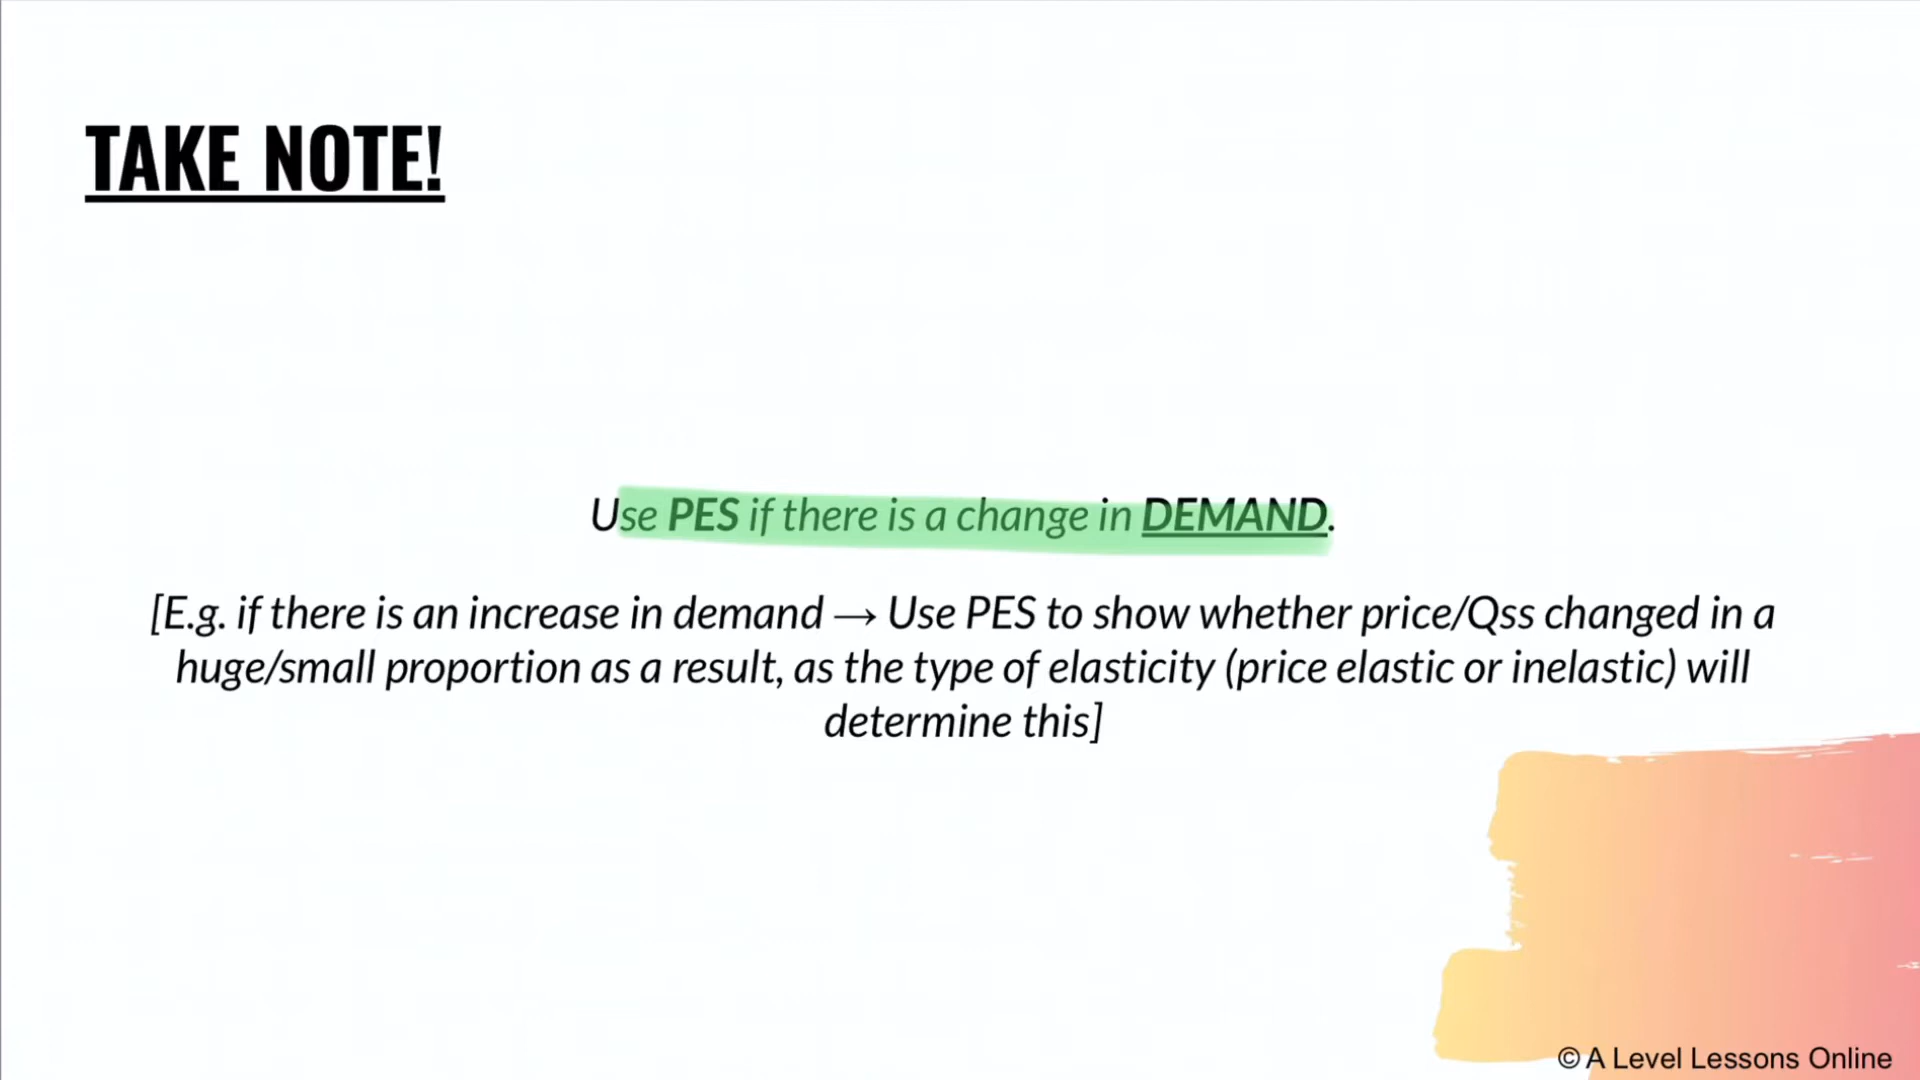 TAKE NOTE!
Use PES if there is a change in DEMAND.
[E.g. if there is an increase in demand → Use PES to show whether price/Qss changed in a
huge/small proportion as a result, as the type of elasticity (price elastic or inelastic) will
determine this]
© A Level Lessons Online